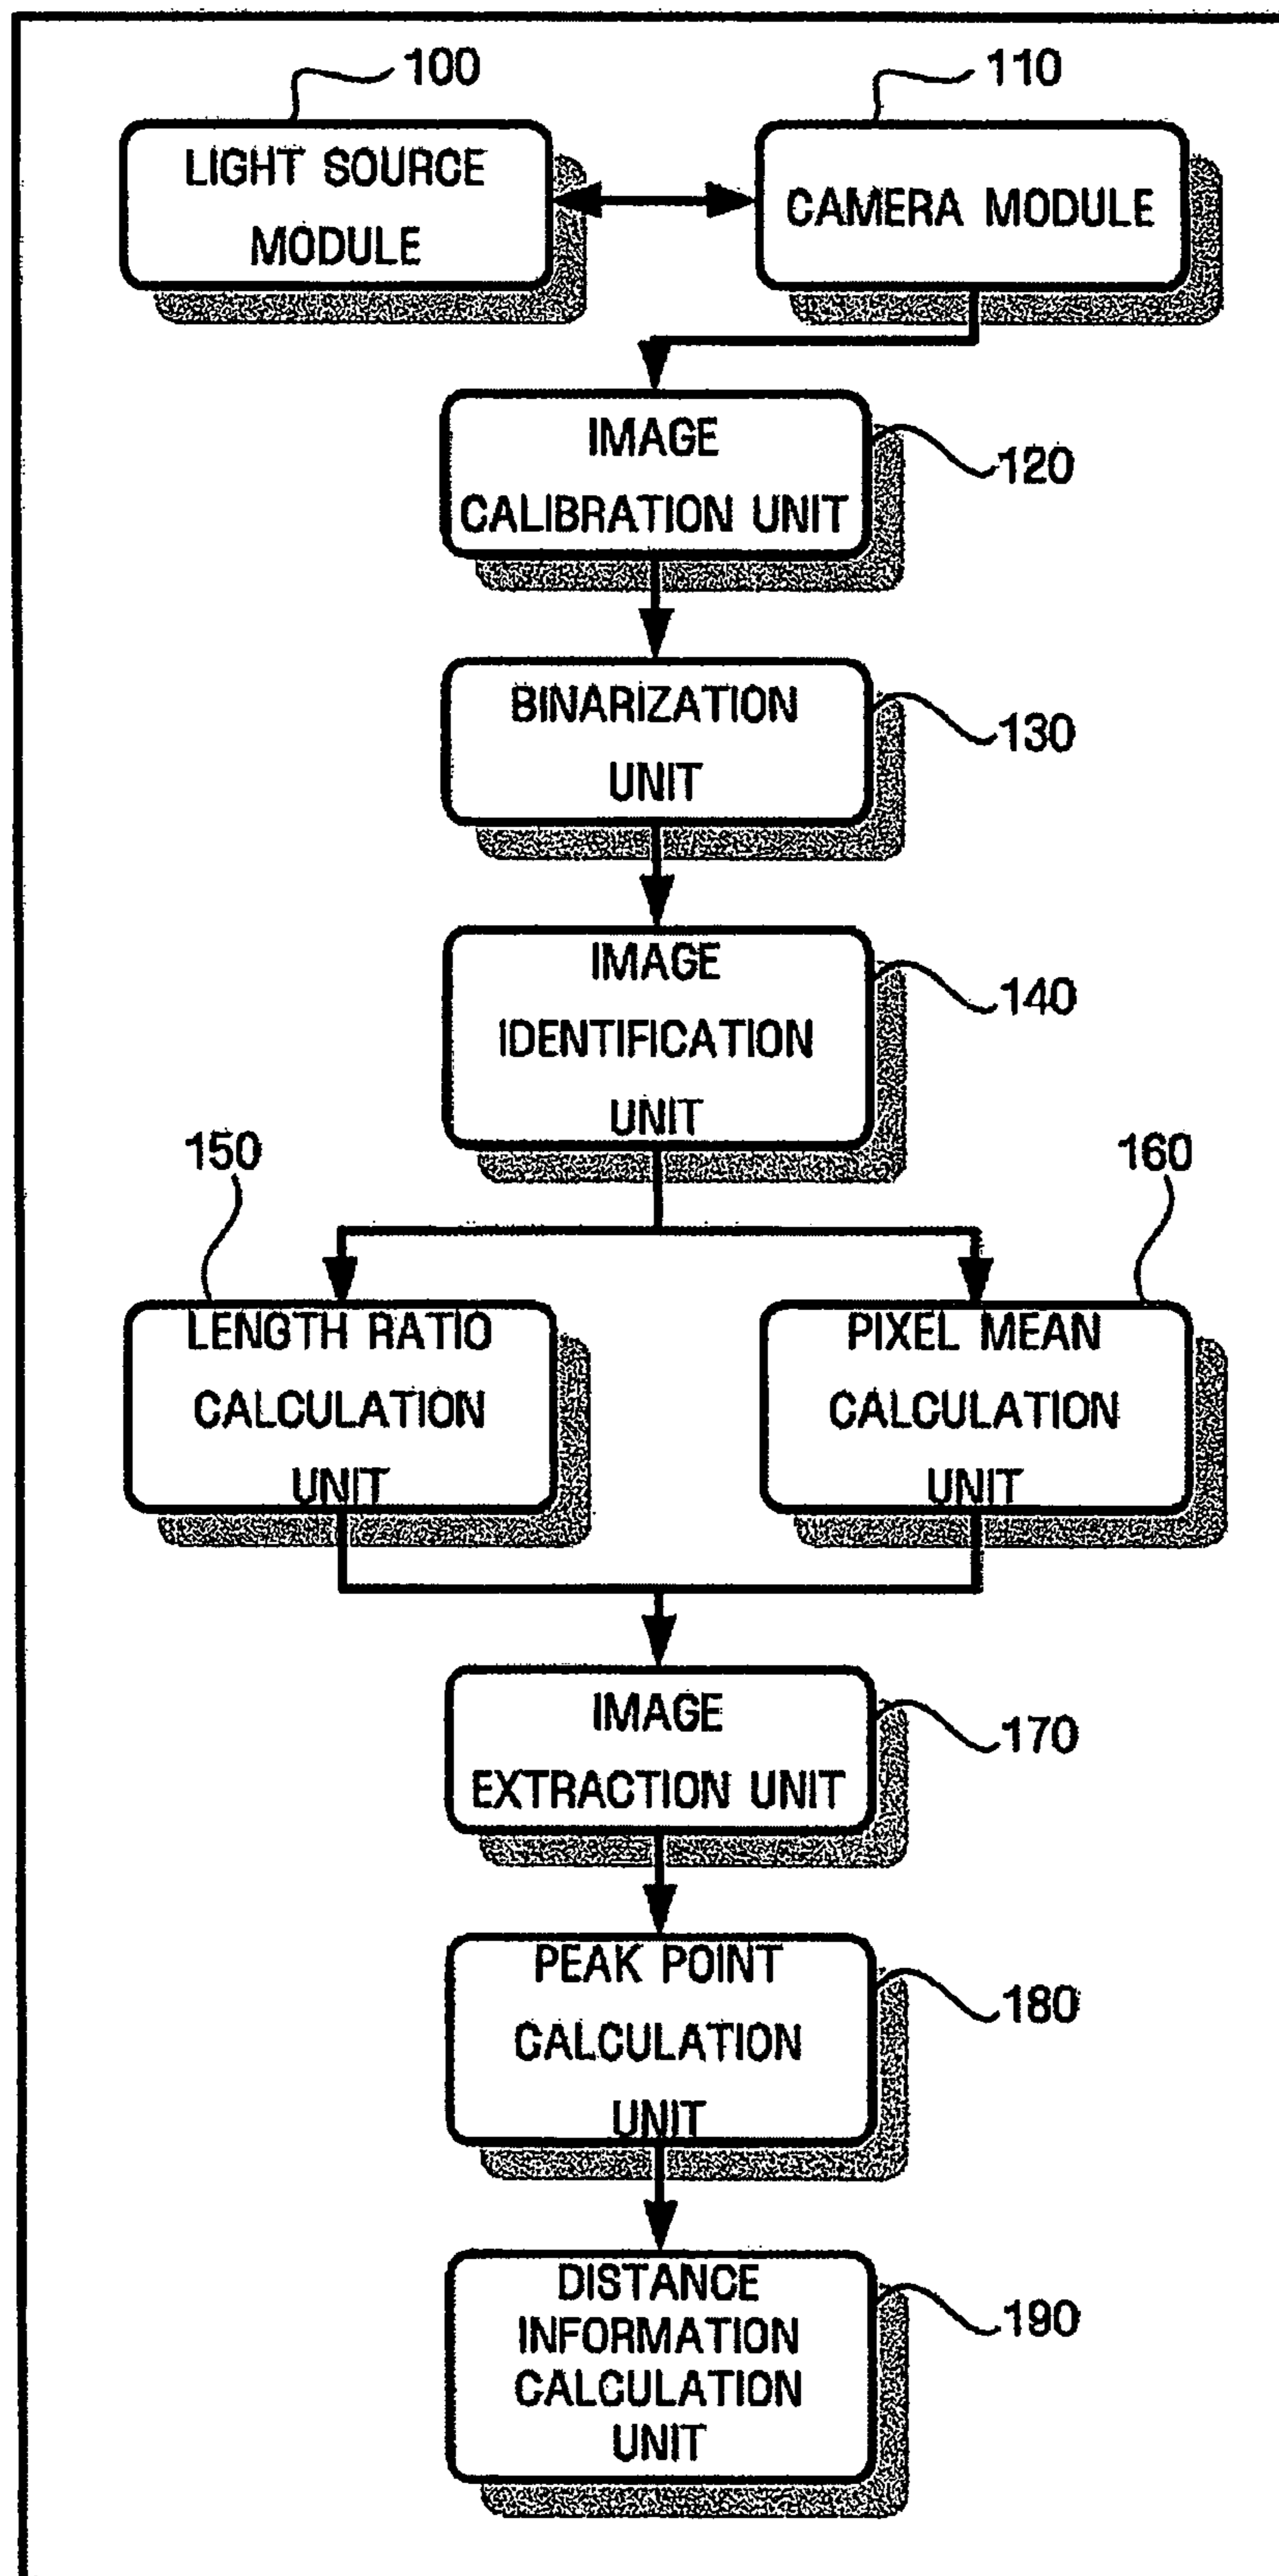 100
110
LIGHT SOURCE
MODULE
CAMERA MODULE
IMAGE
CALIBRATION UNIT
120
BINARIZATION
UNIT
130
IMAGE
IDENTIFICATION
UNIT
140
150
160
LENGTH RATIO
CALCULATION
UNIT
PIXEL MEAN
CALCULATION
UNIT
IMAGE
EXTRACTION UNIT
170
PEAK POINT
CALCULATION
UNIT
180
DISTANCE
INFORMATION
CALCULATION
UNIT
190